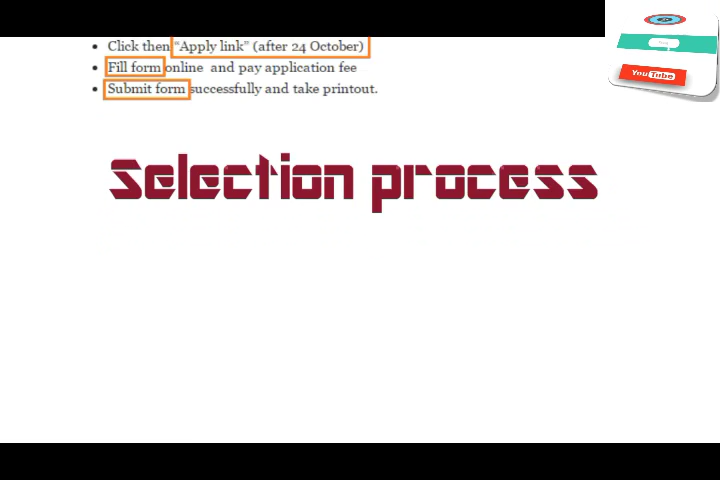 Click then “Apply link” (after 24 October)
Fill form online and pay application fee
Submit form successfully and take printout.
Selection process
YouTube